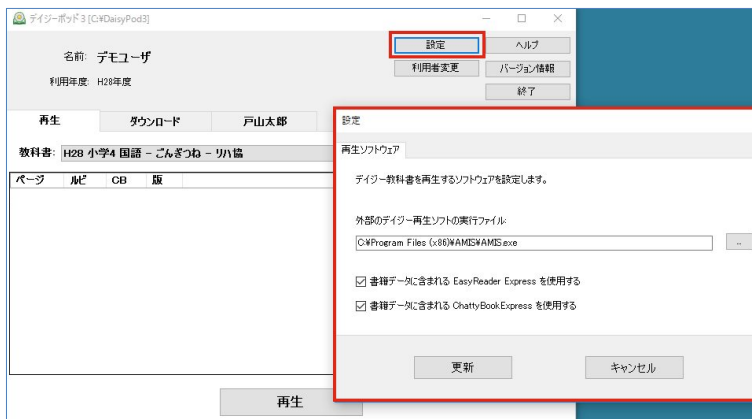 デイジーポッド3 [C:¥DaisyPod3]
名前: デモユーザ
利用年度: H28年度
設定
ヘルプ
利用者変更
バージョン情報
終了
再生
ダウンロード
戸山太郎
教科書: H28 小学4 国語 - ごんぎつね - リハ協
ページ ルビ CB 版
再生
設定
再生ソフトウェア
デイジー教科書を再生するソフトウェアを設定します。
外部のデイジー再生ソフトの実行ファイル:
C:¥Program Files (x86)¥AMIS¥AMIS.exe
..
書籍データに含まれる EasyReader Express を使用する
書籍データに含まれる ChattyBookExpress を使用する
更新
キャンセル